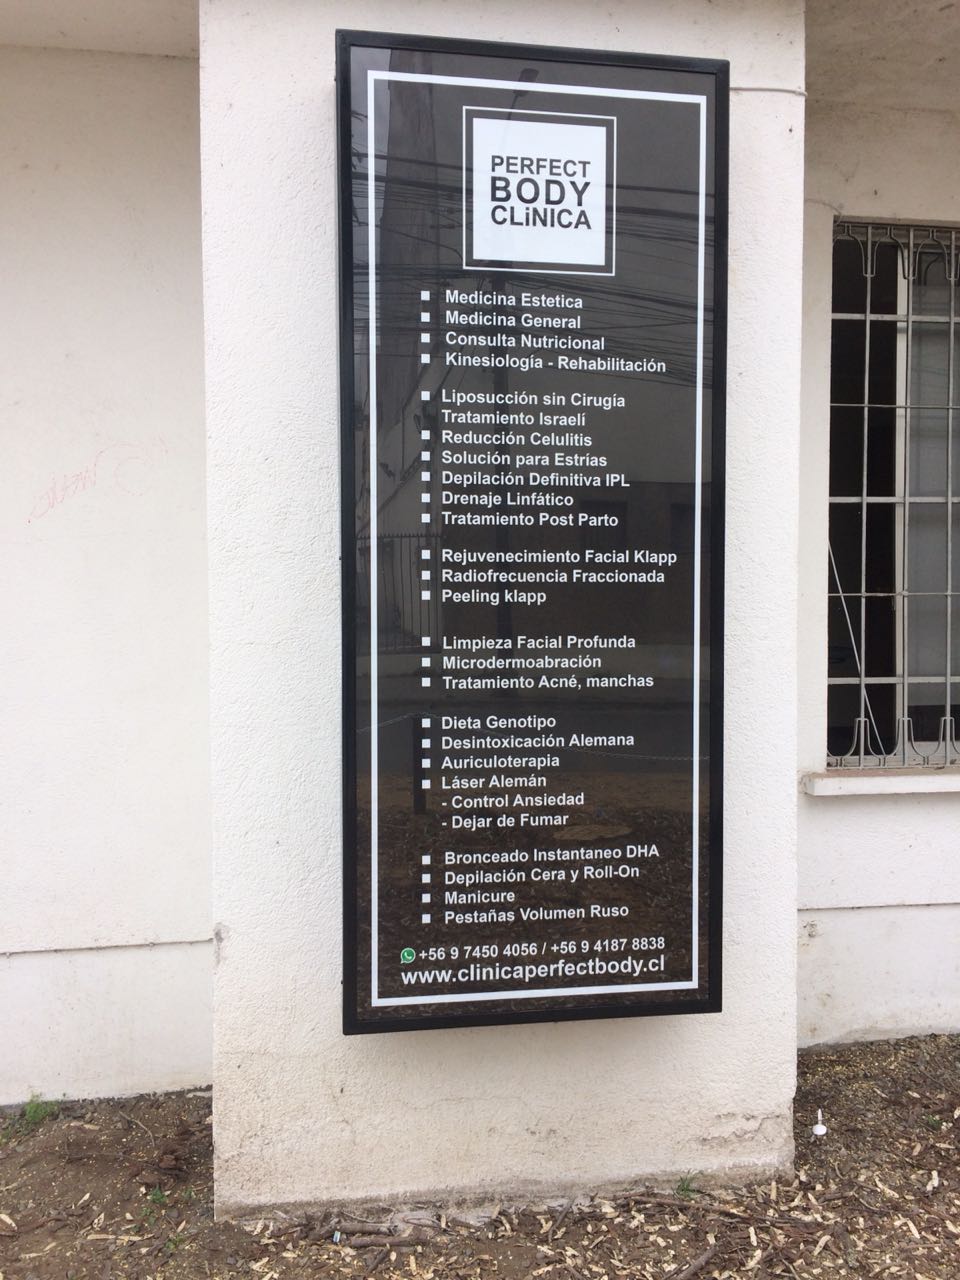 PERFECT
BODY
CLiNICA
Medicina Estetica
Medicina General
Consulta Nutricional
Kinesiología - Rehabilitación
Liposucción sin Cirugía
Tratamiento Israelí
Reducción Celulitis
Solución para Estrías
Depilación Definitiva IPL
Drenaje Linfático
Tratamiento Post Parto
Rejuvenecimiento Facial Klapp
Radiofrecuencia Fraccionada
Peeling klapp
Limpieza Facial Profunda
Microdermoabración
Tratamiento Acné, manchas
Dieta Genotipo
Desintoxicación Alemana
Auriculoterapia
Láser Alemán
- Control Ansiedad
- Dejar de Fumar
Bronceado Instantaneo DHA
Depilación Cera y Roll-On
Manicure
Pestañas Volumen Ruso
+56 9 7450 4056 / +56 9 4187 8838
www.clinicaperfectbody.cl